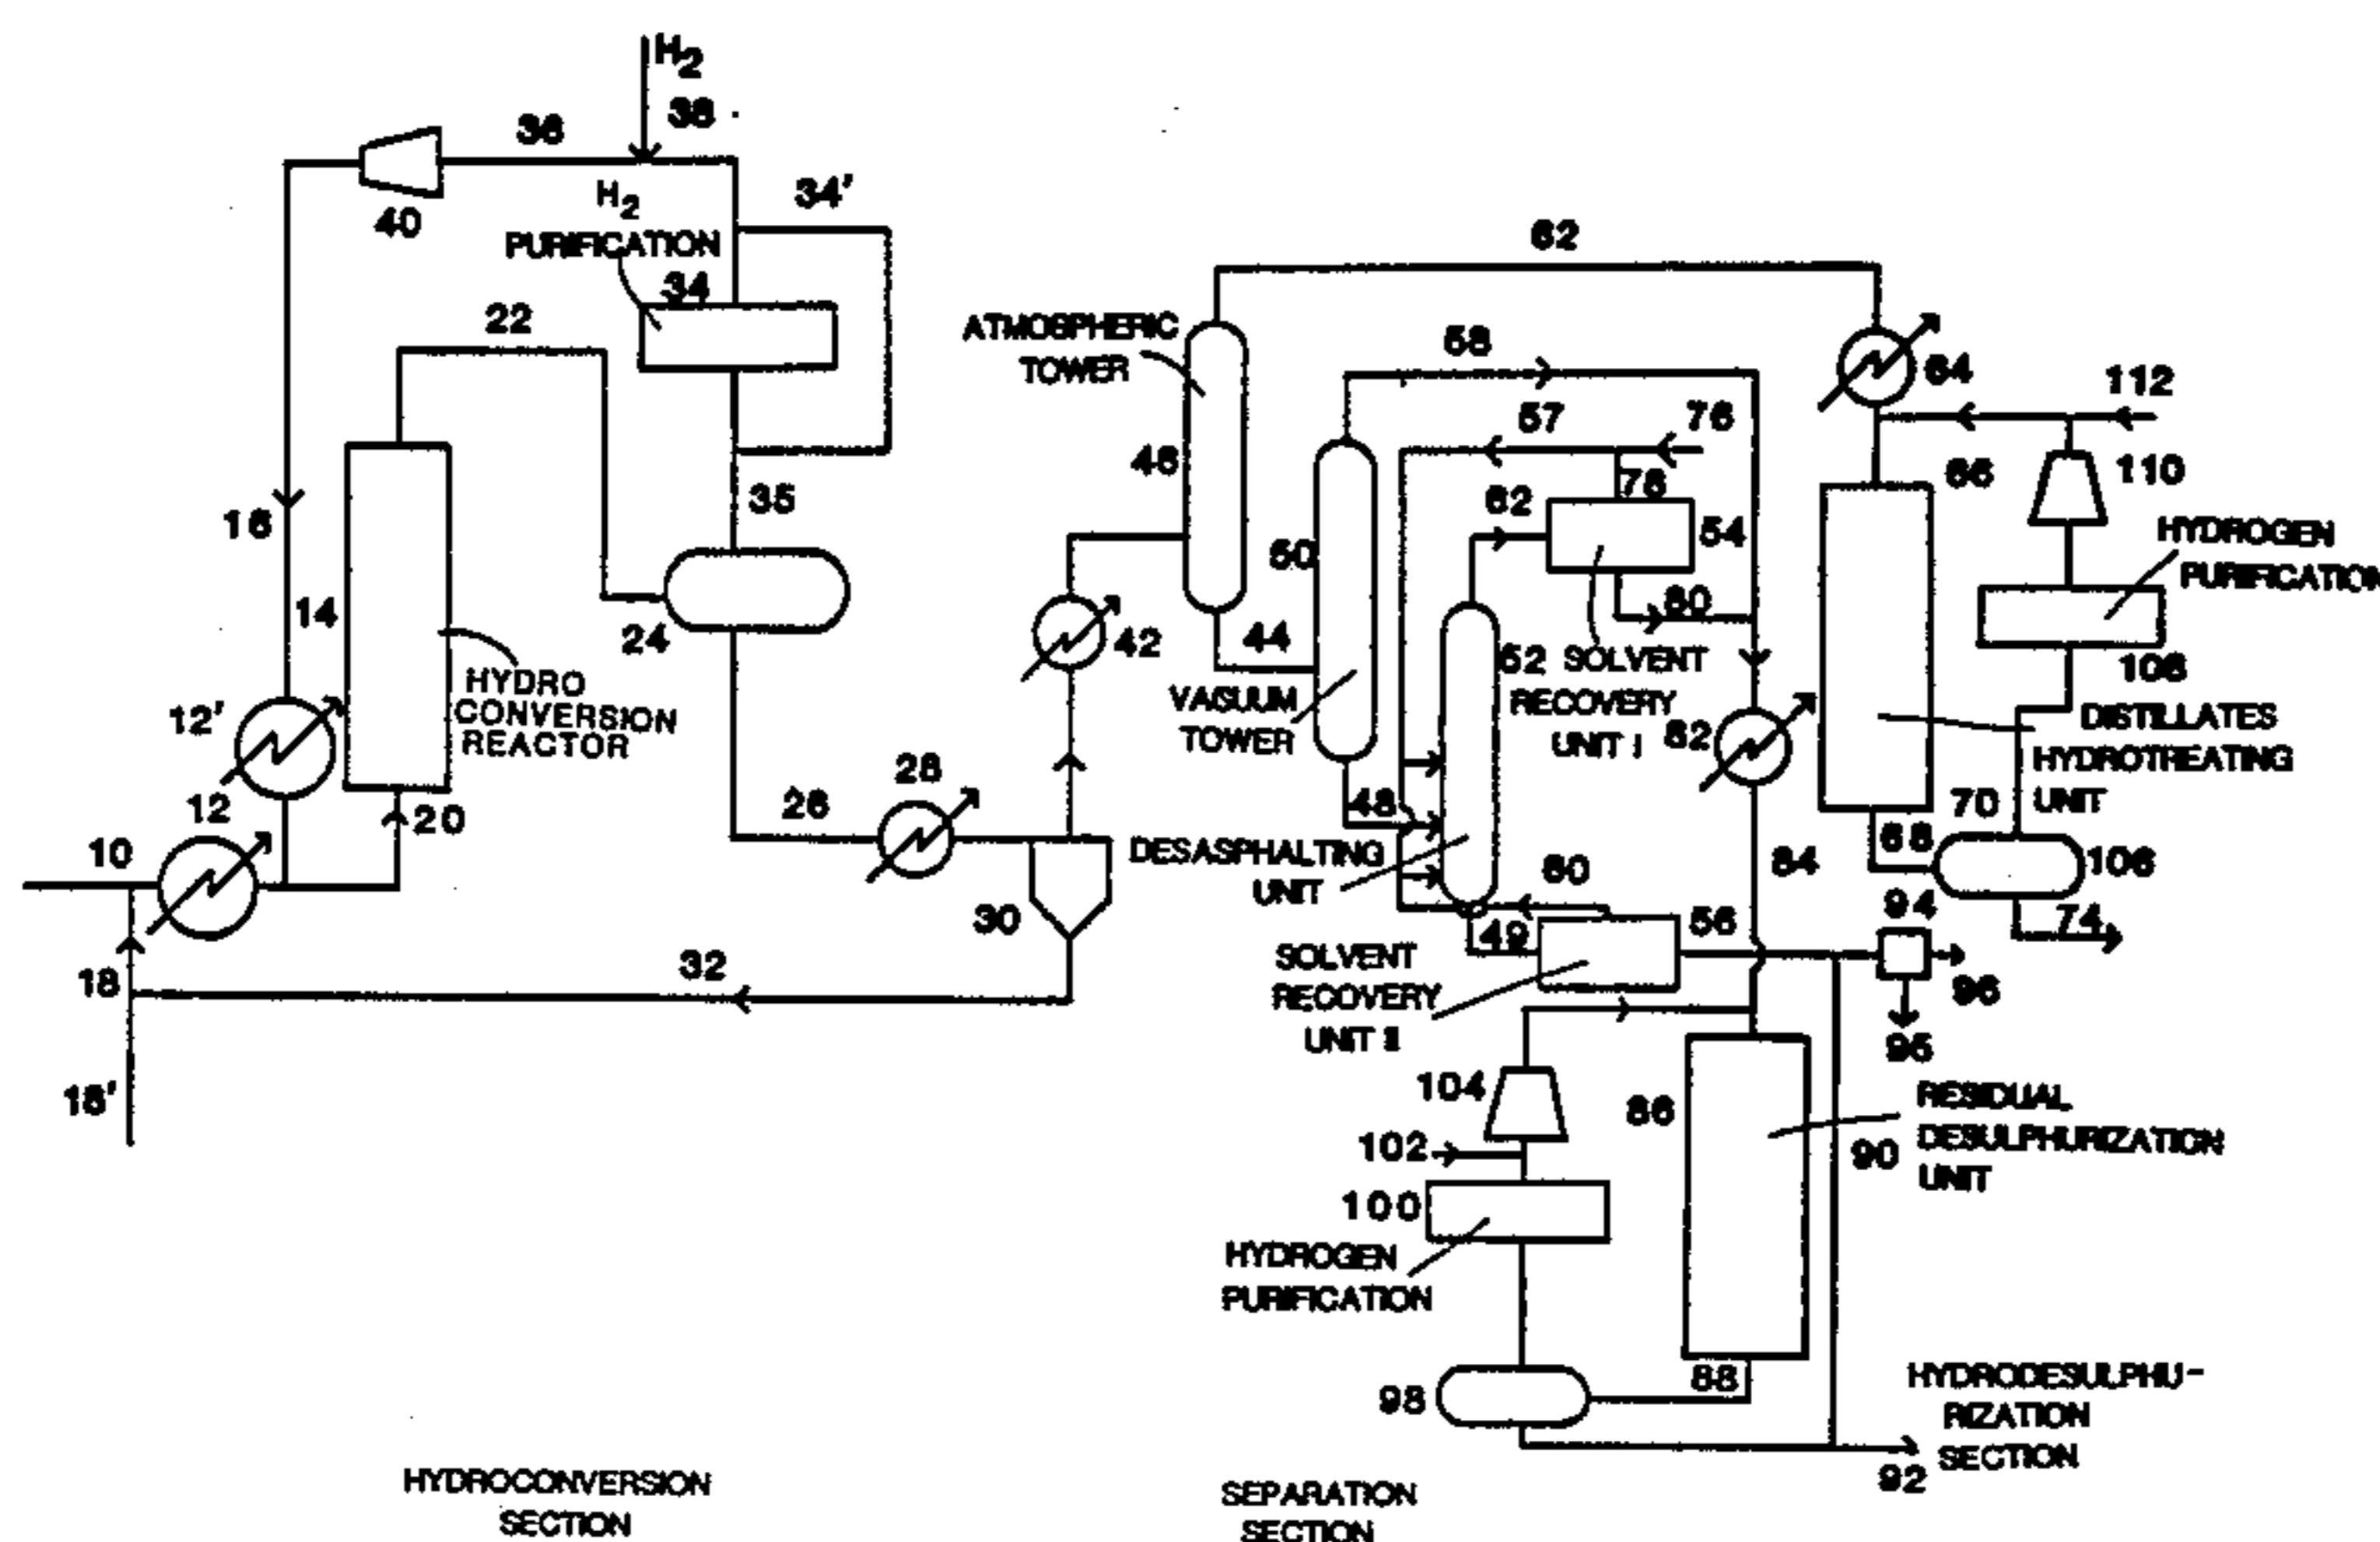 H2
38
36
34'
H2
PURIFICATION
40
34
22
62
ATMOSPHERIC
TOWER
58
64
112
57
76
46
35
66
110
16
62
78
54
HYDROGEN
PURIFICATION
50
14
24
42
44
80
52
SOLVENT
RECOVERY
UNIT I
108
HYDRO
CONVERSION
REACTOR
VACUUM
TOWER
82
DISTILLATES
HYDROTREATING
UNIT
12'
12
20
26
28
48
70
10
DESASPHALTING
UNIT
60
84
68
106
30
49
56
94
74
18
32
SOLVENT
RECOVERY
UNIT II
96
95
18'
104
86
RESIDUAL
DESULPHURIZATION
UNIT
102
90
100
HYDROGEN
PURIFICATION
98
88
HYDRODESULPHU-
RIZATION
SECTION
92
HYDROCONVERSION
SECTION
SEPARATION
SECTION